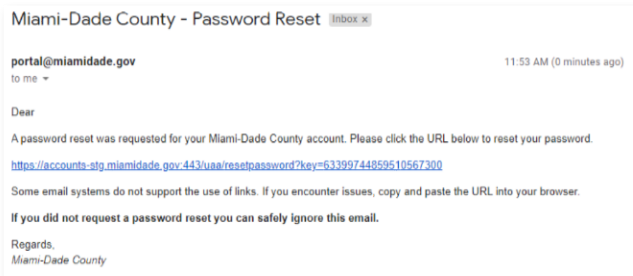 Miami-Dade County - Password Reset Inbox x
portal@miamidade.gov 11:53 AM (0 minutes ago)
to me
Dear
A password reset was requested for your Miami-Dade County account. Please click the URL below to reset your password.
https://accounts-stg.miamidade.gov:443/uaa/resetpassword?key=63399744859510567300
Some email systems do not support the use of links. If you encounter issues, copy and paste the URL into your browser.
If you did not request a password reset you can safely ignore this email.
Regards,
Miami-Dade County